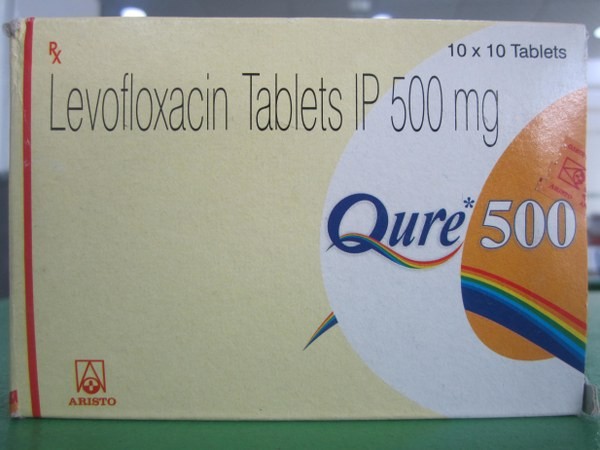 Rx
10 x 10 Tablets
Levofloxacin Tablets IP 500 mg
Qure* 500
ARISTO